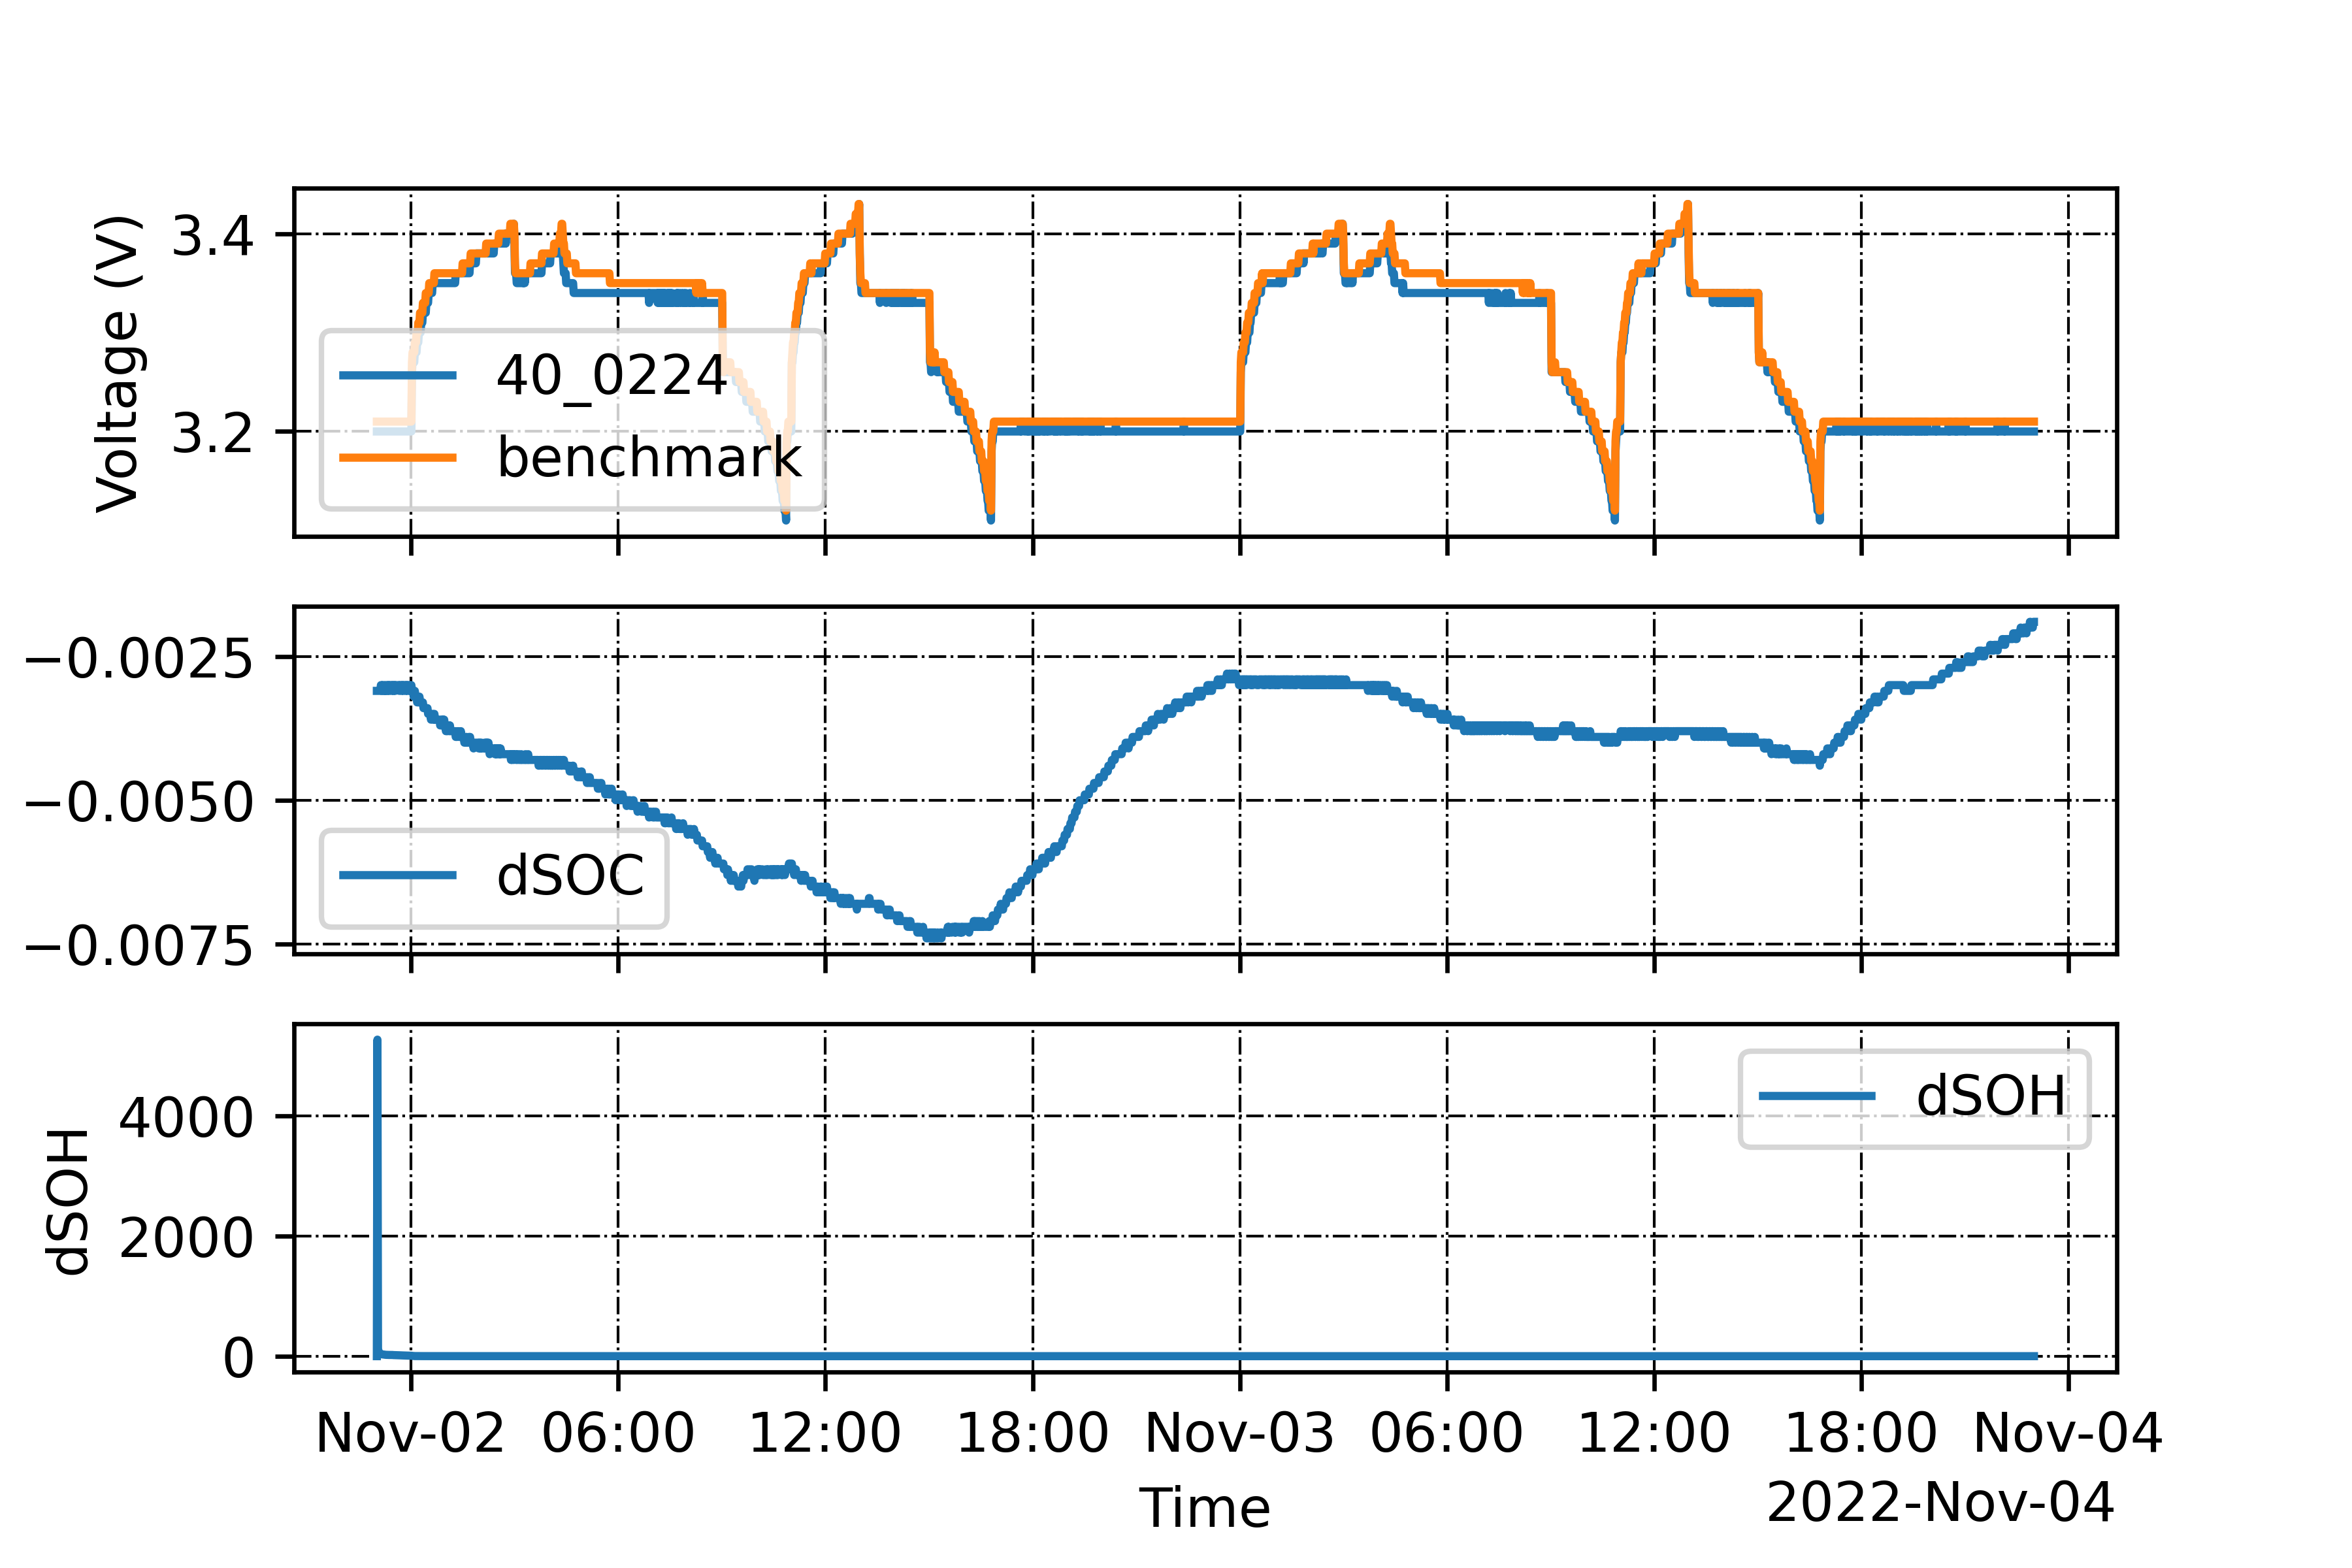 3.4
3.2
Voltage (V)
40_0224
benchmark
−0.0025
−0.0050
−0.0075
dSOC
4000
2000
0
dSOH
dSOH
Nov-02 06:00 12:00 18:00 Nov-03 06:00 12:00 18:00 Nov-04
Time
2022-Nov-04